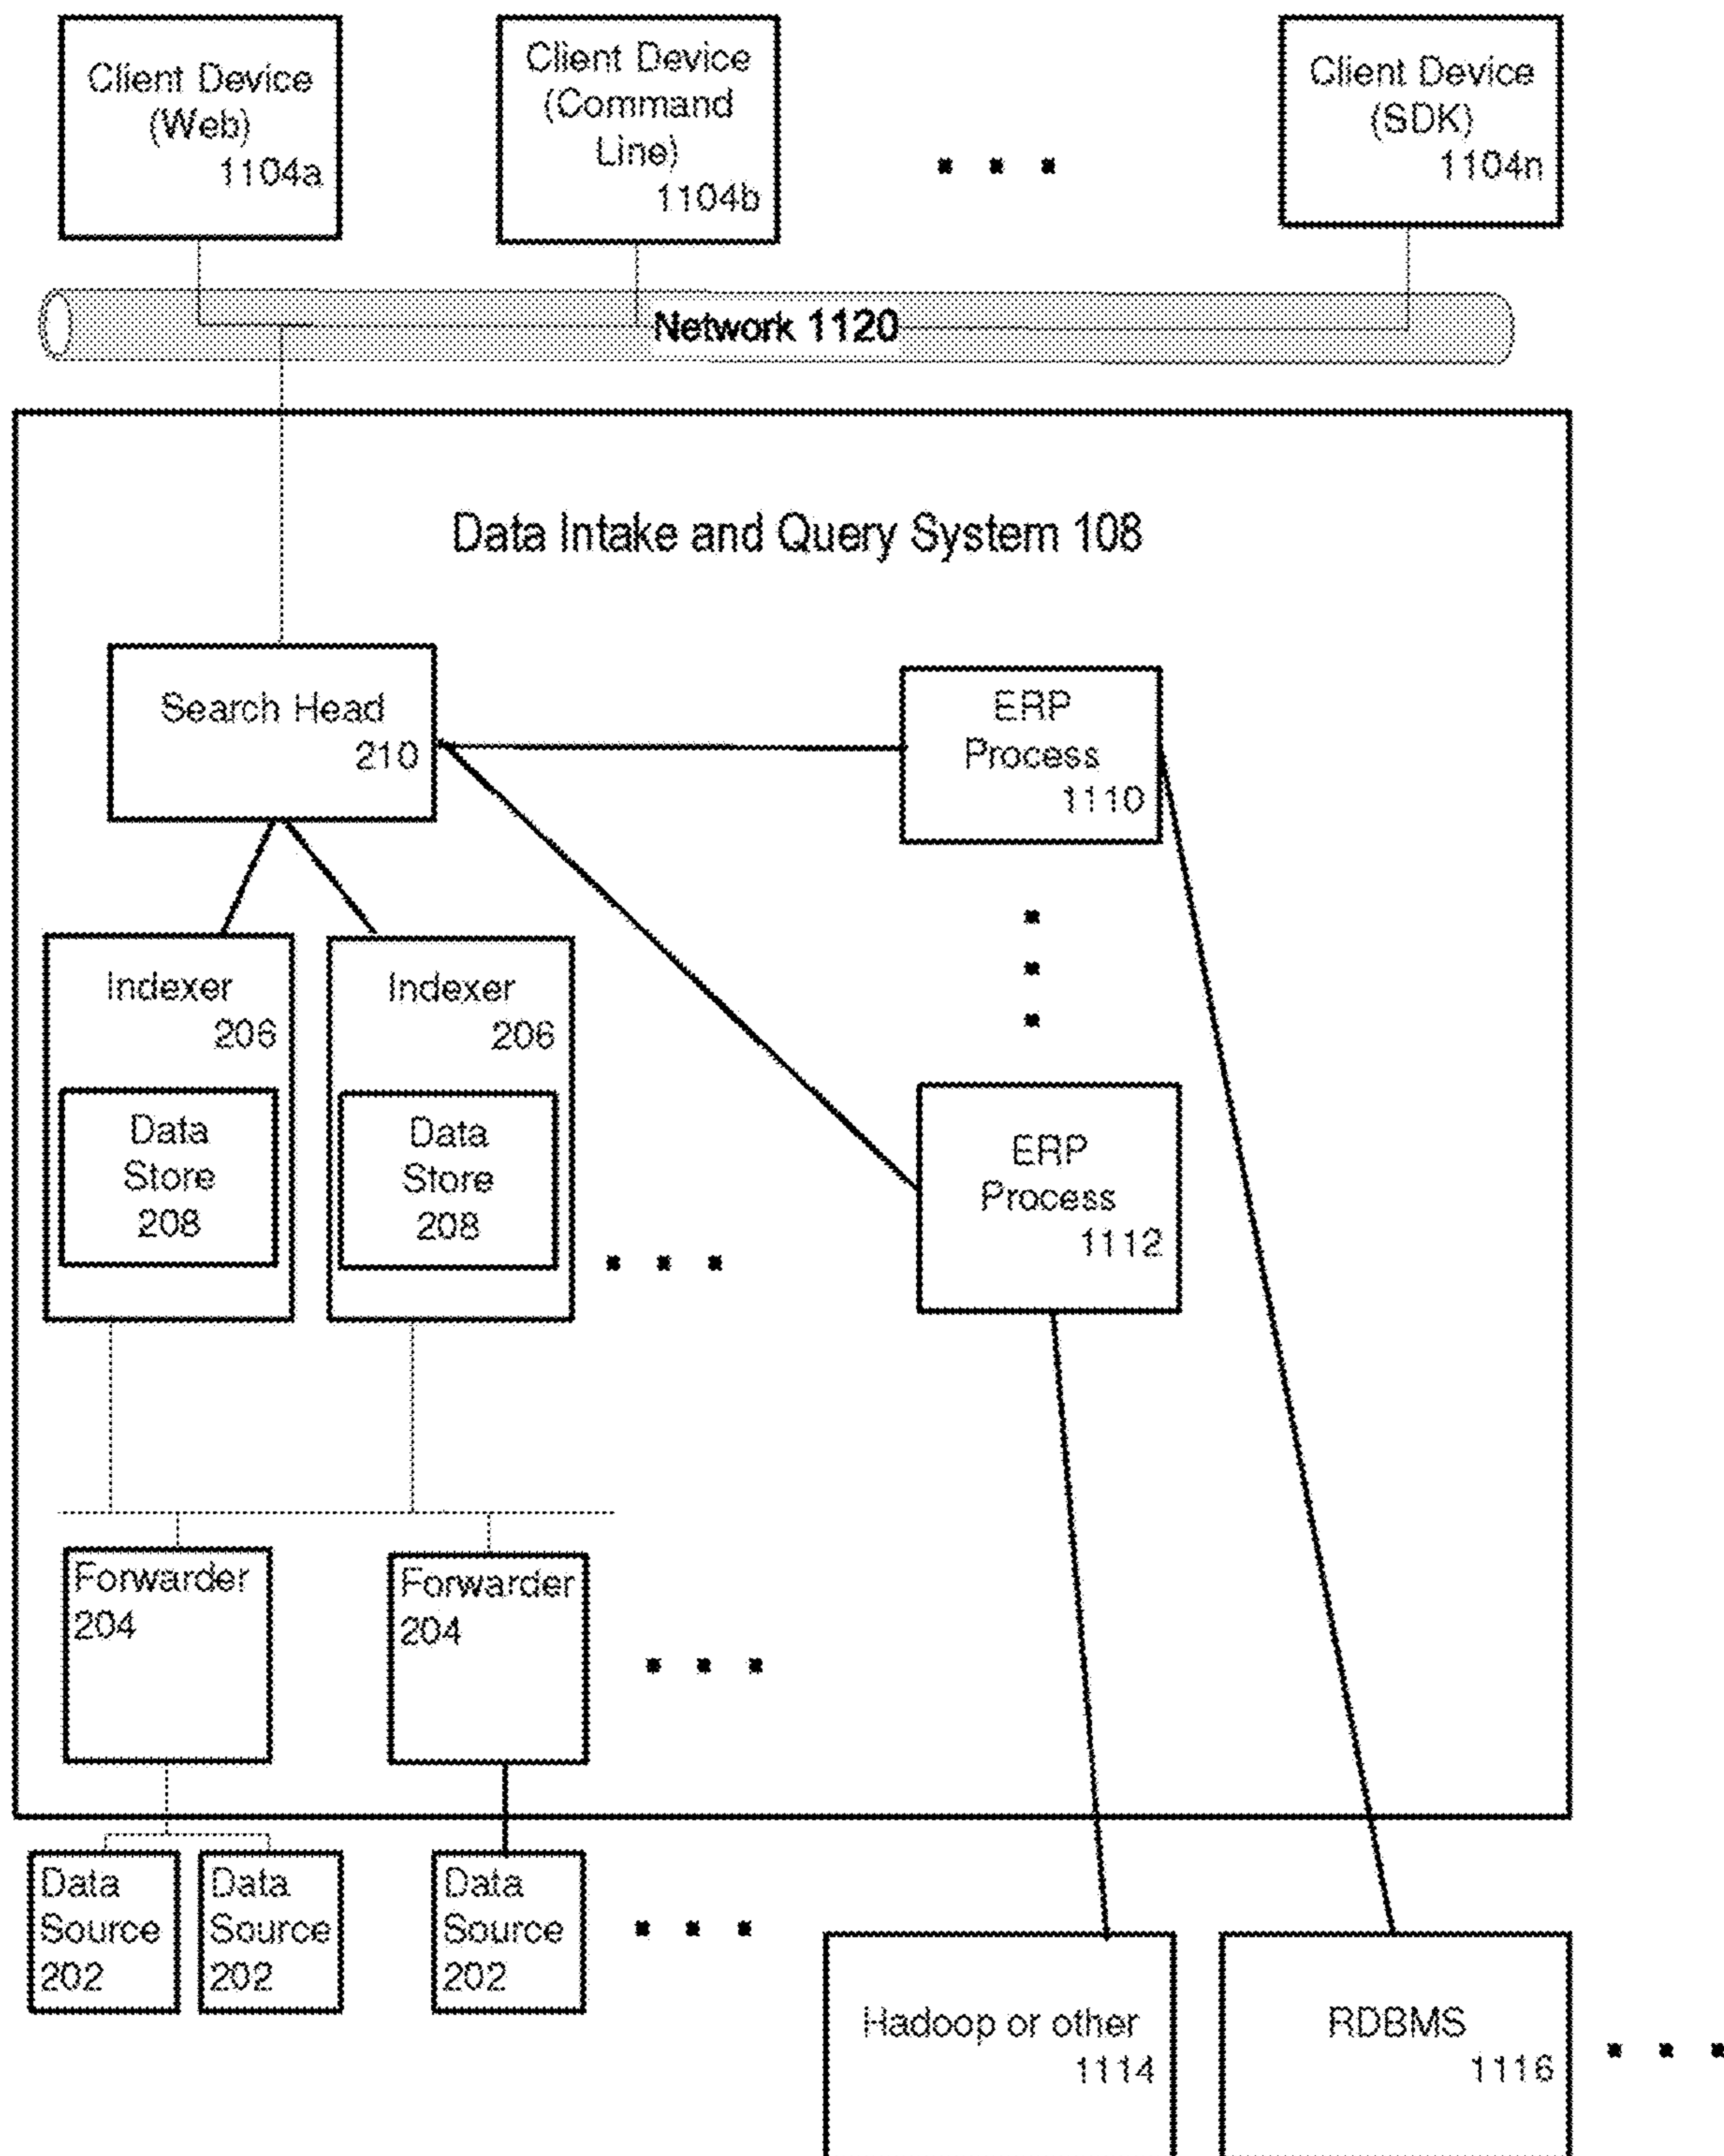 Client Device
(Web)
1104a
Client Device
(Command
Line)
1104b
Client Device
(SDK)
1104n
Network 1120
Data Intake and Query System 108
Search Head
210
ERP
Process
1110
Indexer
206
Indexer
206
Data
Store
208
Data
Store
208
ERP
Process
1112
Forwarder
204
Forwarder
204
Data
Source
202
Data
Source
202
Data
Source
202
Hadoop or other
1114
RDBMS
1116